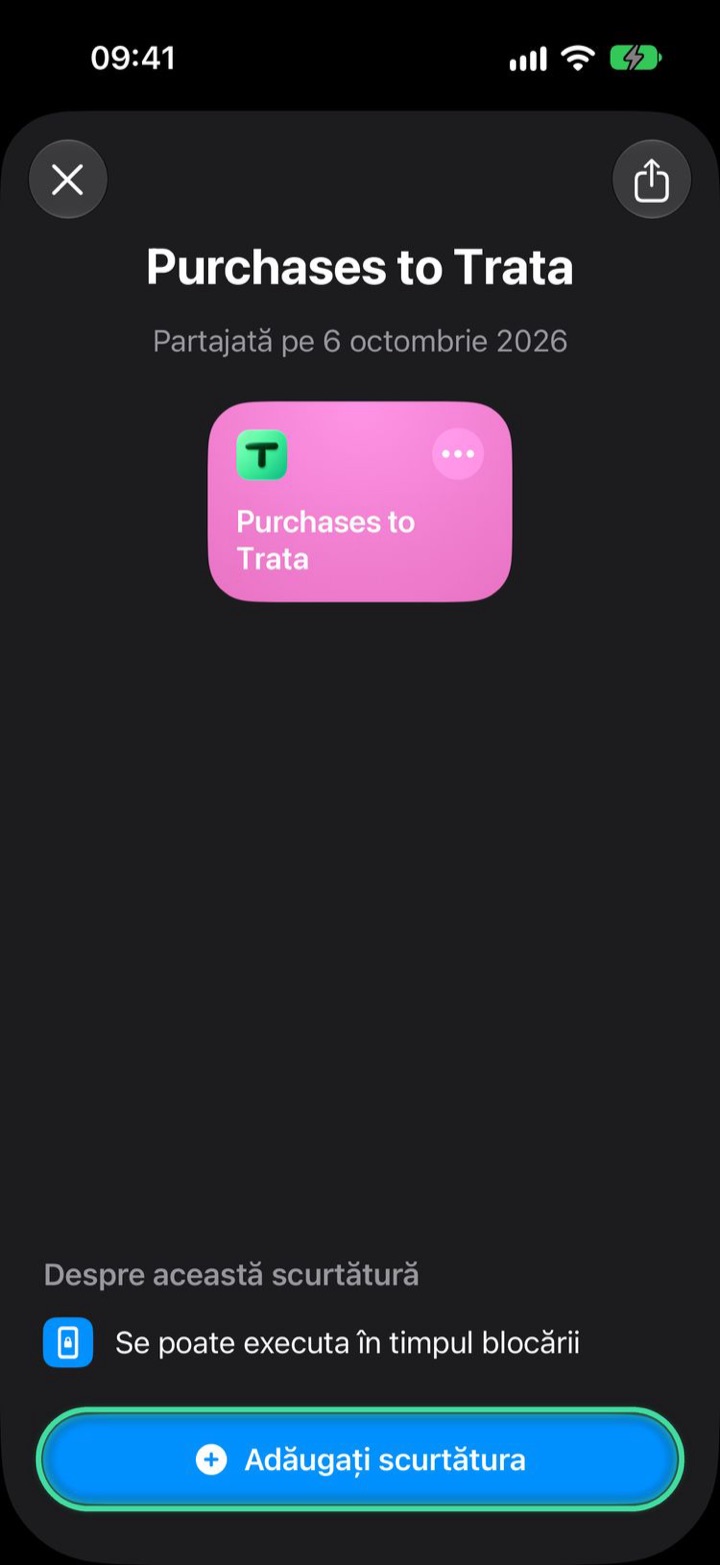 09:41
Purchases to Trata
Partajată pe 6 octombrie 2026
T
Purchases to
Trata
Despre această scurtătură
Se poate executa în timpul blocării
Adăugați scurtătura